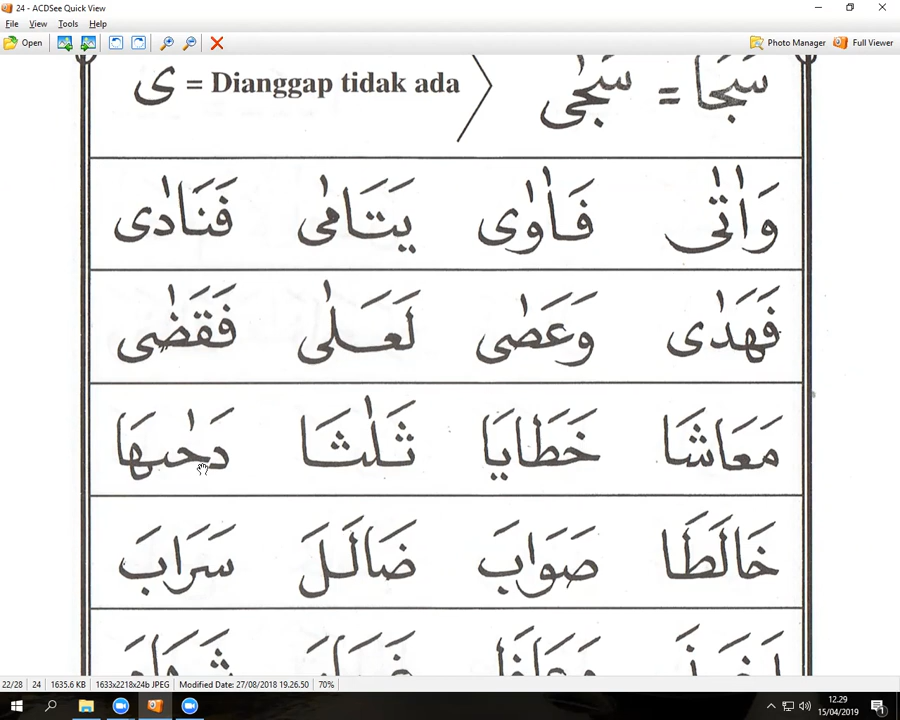 24 - ACDSee Quick View
File View Tools Help
Open
Photo Manager Full Viewer
سَجَا = سَجٰى
ى = Dianggap tidak ada
وَاٰتٰى فَاٰوٰى يَتَامٰى فَنَادٰى
فَهَدٰى وَعَصٰى لَعَلٰى فَقَضٰى
مَعَاشَا خَطَايَا ثَلٰثَا دَحٰىهَا
خَالَطَا صَوَابَ ضَالَلَ سَرَابَ
22/28 24 1635.6 KB 1633x2218x24b JPEG Modified Date: 27/08/2018 19.26.50 70%
12.29
15/04/2019
1